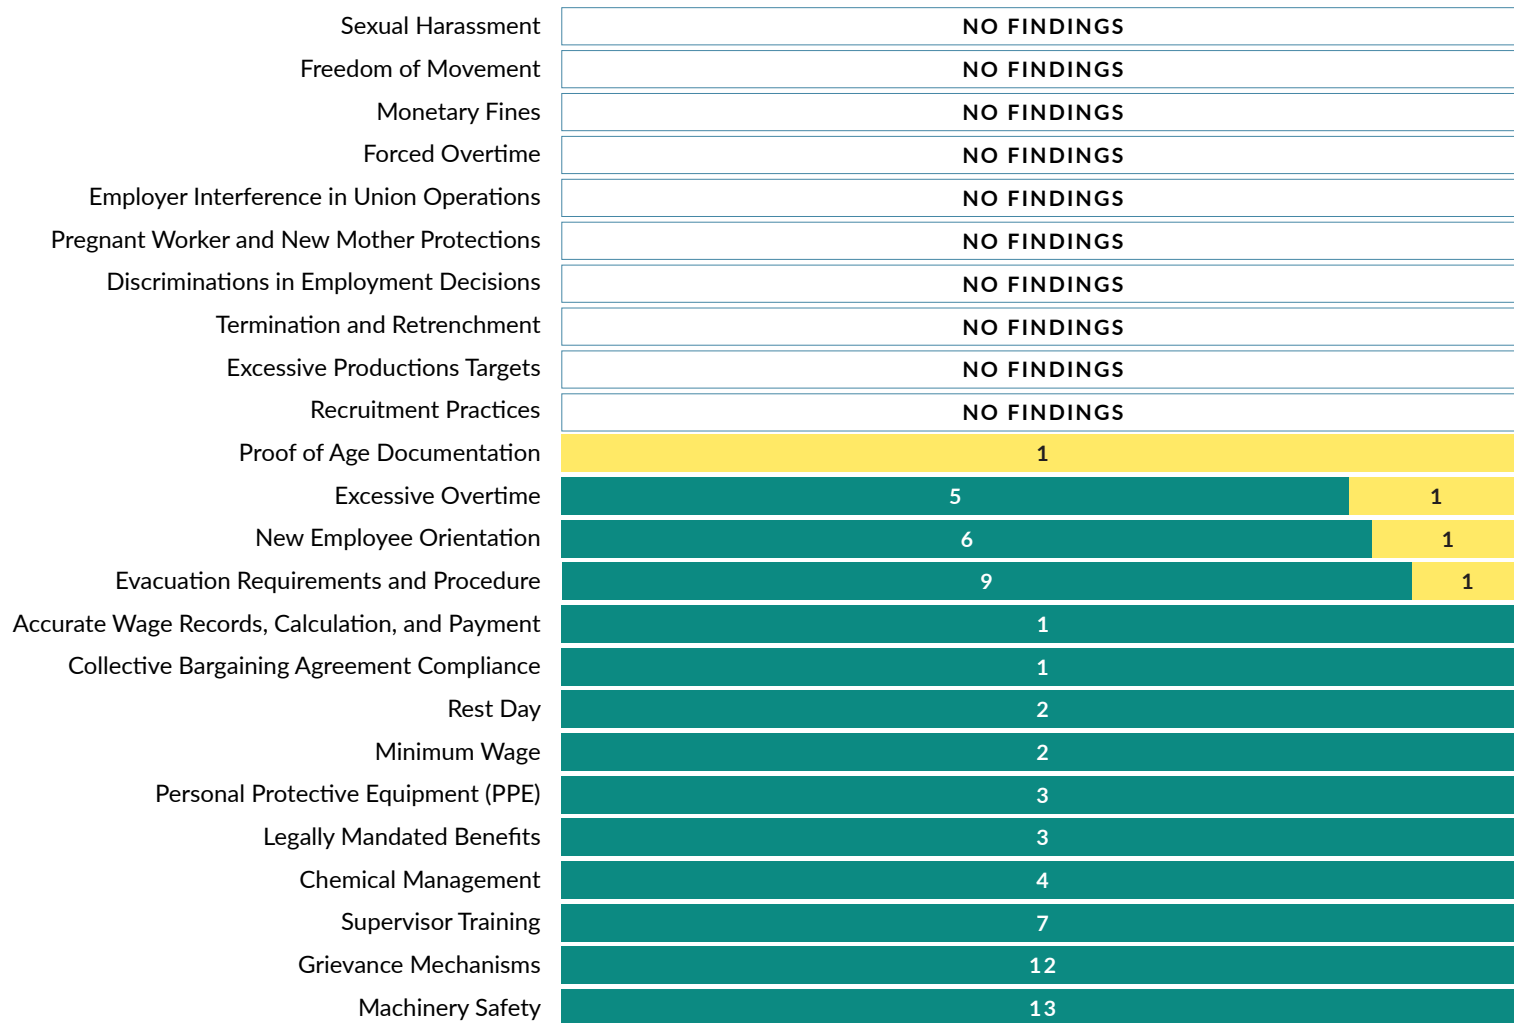 Sexual Harassment NO FINDINGS
Freedom of Movement NO FINDINGS
Monetary Fines NO FINDINGS
Forced Overtime NO FINDINGS
Employer Interference in Union Operations NO FINDINGS
Pregnant Worker and New Mother Protections NO FINDINGS
Discriminations in Employment Decisions NO FINDINGS
Termination and Retrenchment NO FINDINGS
Excessive Productions Targets NO FINDINGS
Recruitment Practices NO FINDINGS
Proof of Age Documentation 1
Excessive Overtime 5 1
New Employee Orientation 6 1
Evacuation Requirements and Procedure 9 1
Accurate Wage Records, Calculation, and Payment 1
Collective Bargaining Agreement Compliance 1
Rest Day 2
Minimum Wage 2
Personal Protective Equipment (PPE) 3
Legally Mandated Benefits 3
Chemical Management 4
Supervisor Training 7
Grievance Mechanisms 12
Machinery Safety 13